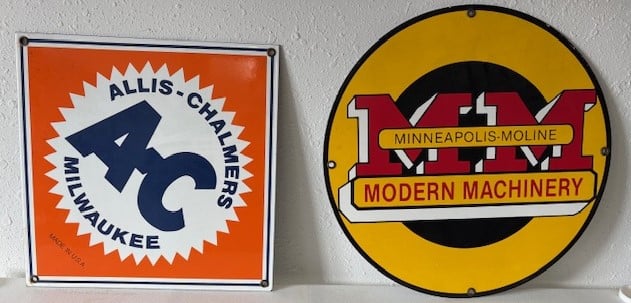 ALLIS-CHALMERS
AC
MILWAUKEE
MADE IN U.S.A.
MM
MINNEAPOLIS-MOLINE
MODERN MACHINERY